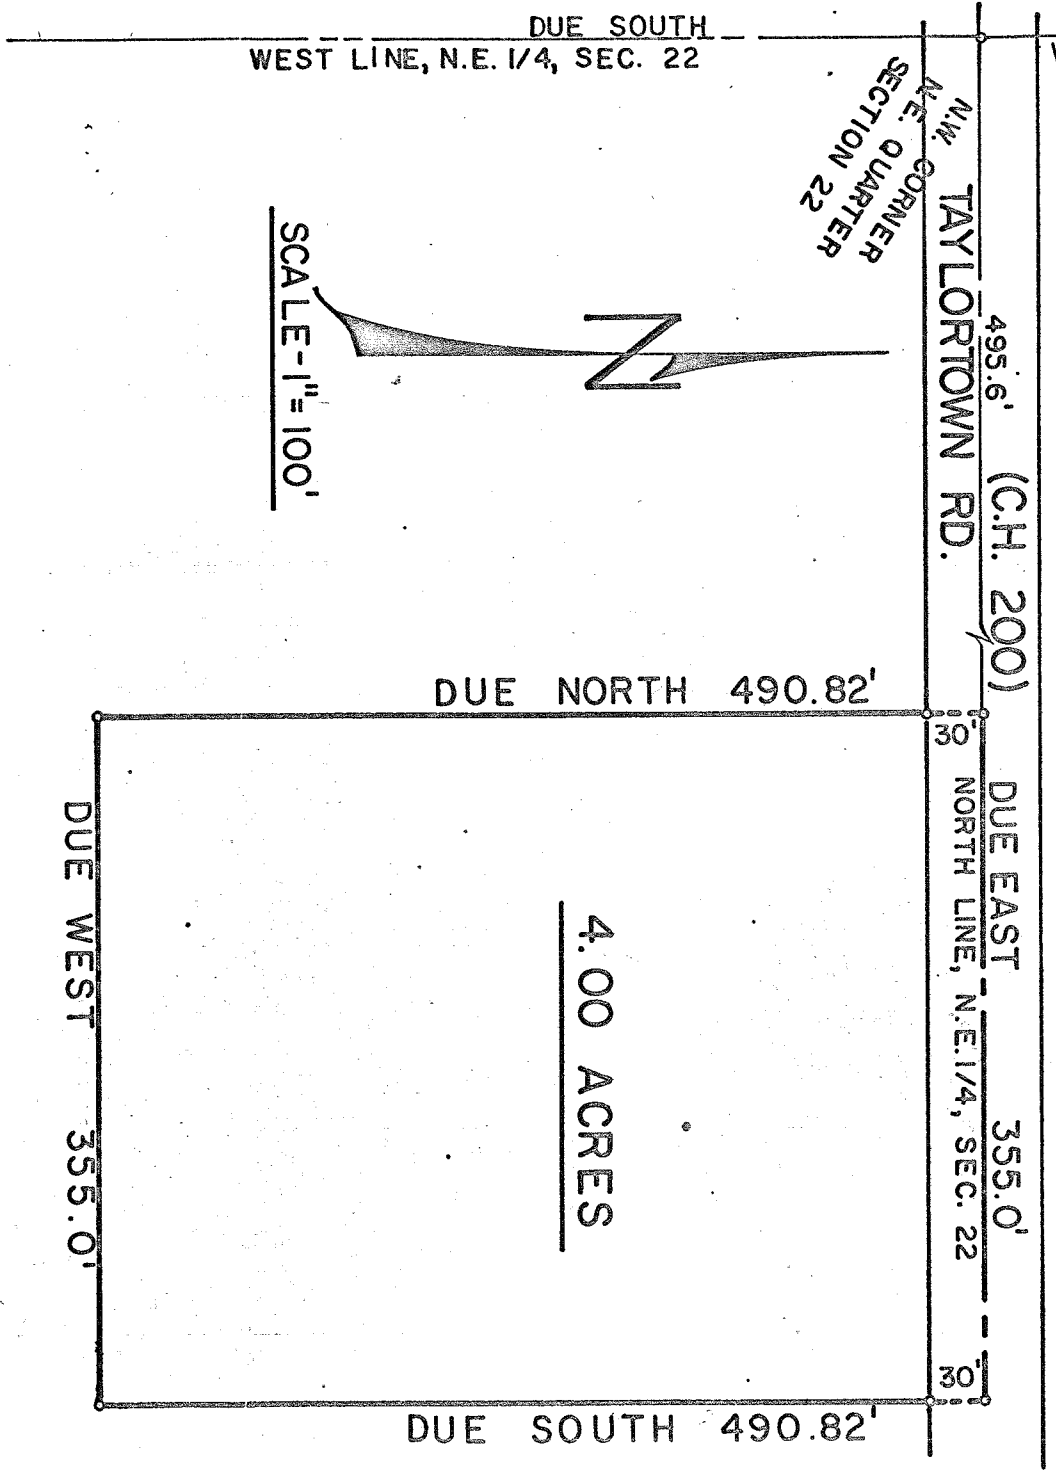 DUE SOUTH
WEST LINE, N.E. 1/4, SEC. 22
N.W. CORNER
N.E. QUARTER
SECTION 22
TAYLORTOWN RD.
495.6'
(C.H. 200)
N
SCALE-1"=100'
DUE NORTH 490.82'
30'
DUE EAST 355.0'
NORTH LINE, N.E. 1/4, SEC. 22
4.00 ACRES
DUE WEST 355.0'
30'
DUE SOUTH 490.82'